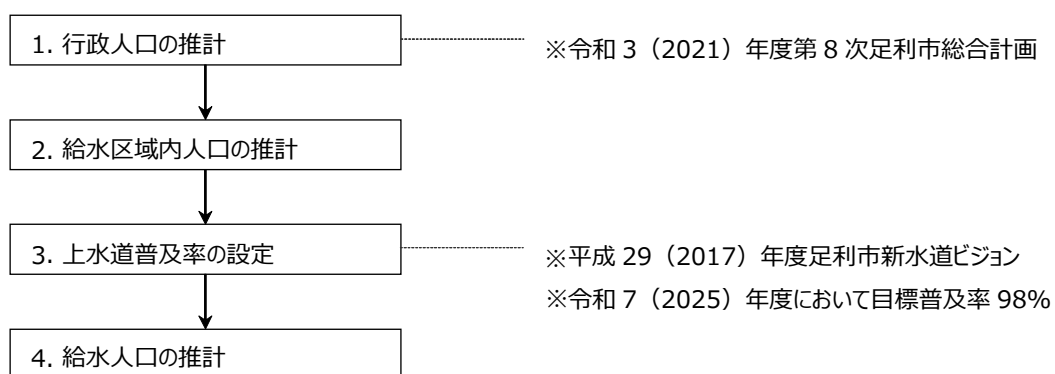 1. 行政人口の推計
※令和 3（2021）年度第 8 次足利市総合計画
2. 給水区域内人口の推計
3. 上水道普及率の設定
※平成 29（2017）年度足利市新水道ビジョン
※令和 7（2025）年度において目標普及率 98%
4. 給水人口の推計